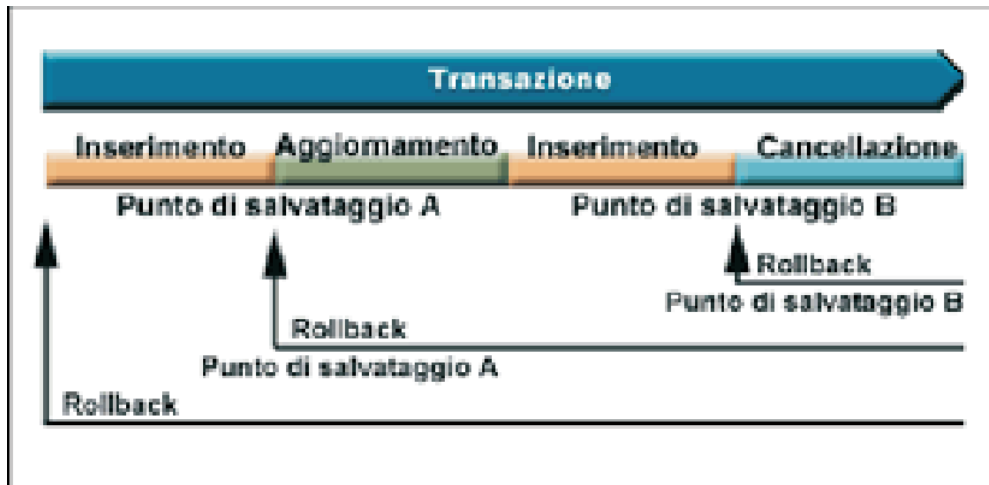 Transazione
Inserimento Aggiornamento Inserimento Cancellazione
Punto di salvataggio A Punto di salvataggio B
Rollback
Punto di salvataggio B
Rollback
Punto di salvataggio A
Rollback